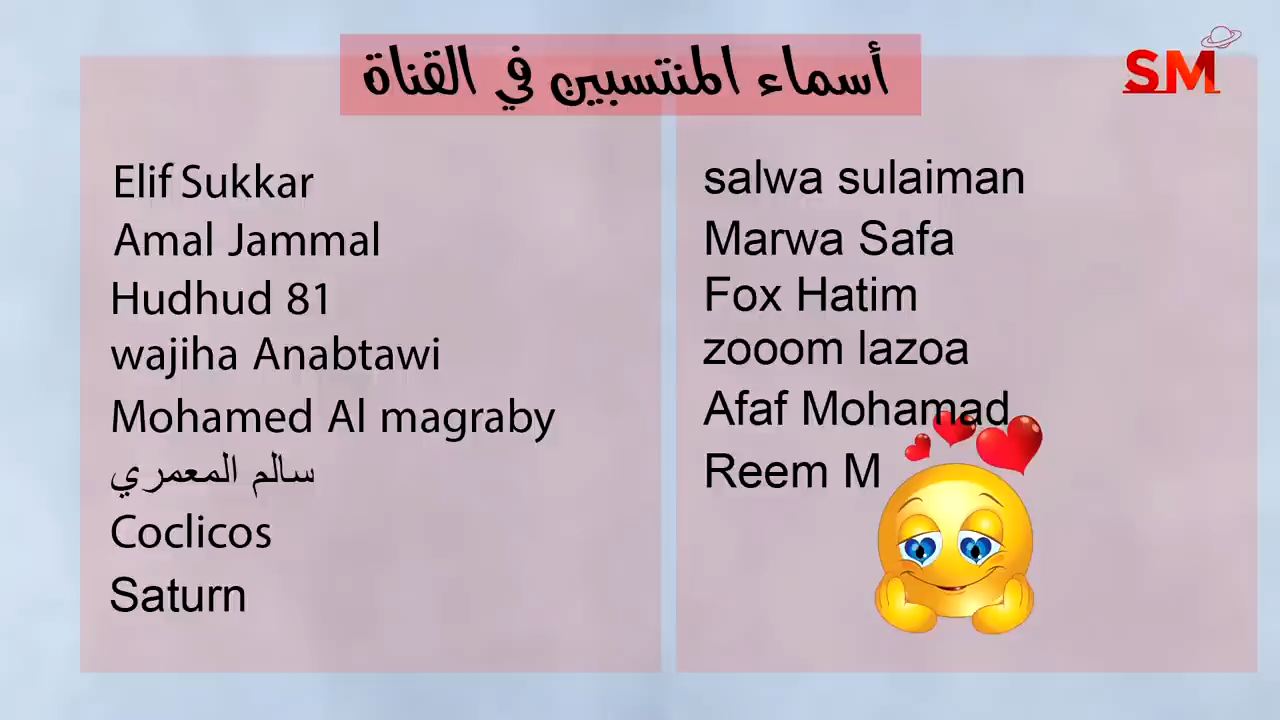 أسماء المنتسبين في القناة
SM
Elif Sukkar
Amal Jammal
Hudhud 81
wajiha Anabtawi
Mohamed Al magraby
سالم المعمري
Coclicos
Saturn
salwa sulaiman
Marwa Safa
Fox Hatim
zooom lazoa
Afaf Mohamad
Reem M